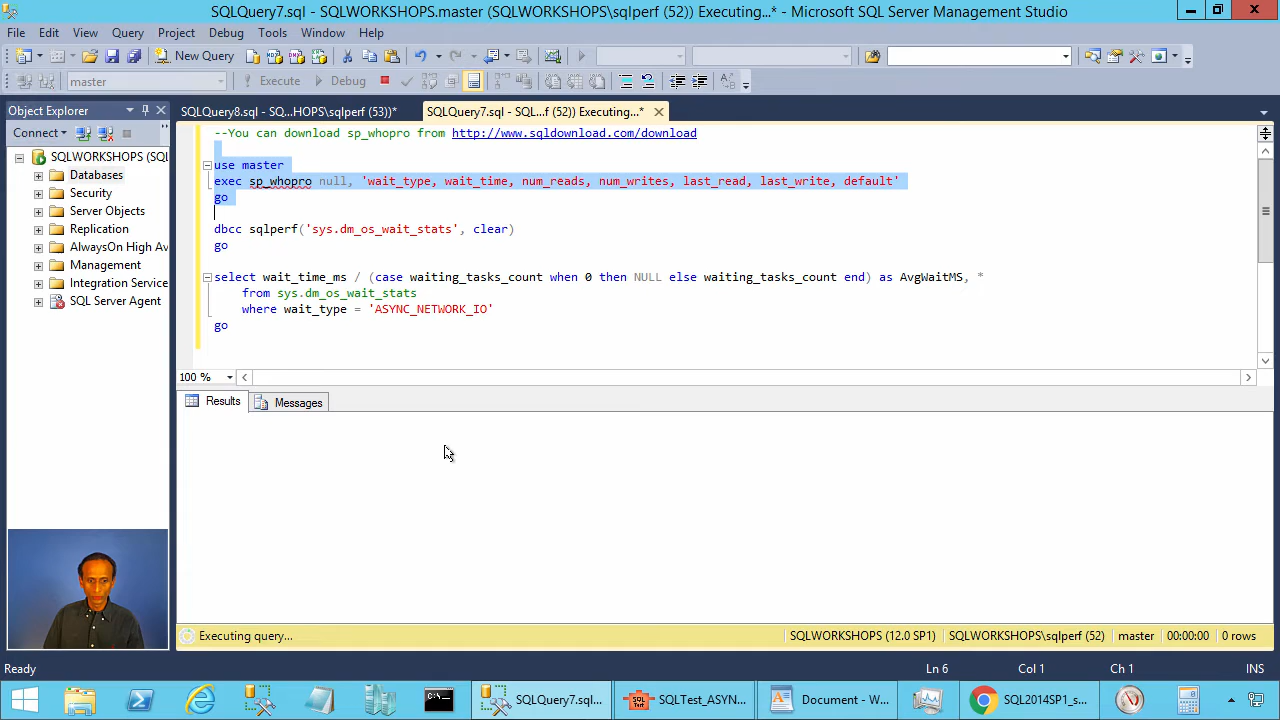 SQLQuery7.sql - SQLWORKSHOPS.master (SQLWORKSHOPS\sqlperf (52)) Executing...* - Microsoft SQL Server Management Studio
File Edit View Query Project Debug Tools Window Help
New Query
master Execute Debug
Object Explorer
SQLQuery8.sql - SQ...HOPS\sqlperf (53))* SQLQuery7.sql - SQL...f (52)) Executing...*
Connect
SQLWORKSHOPS (SQL
Databases
Security
Server Objects
Replication
AlwaysOn High Av
Management
Integration Service
SQL Server Agent
--You can download sp_whopro from http://www.sqldownload.com/download
use master
exec sp_whopro null, 'wait_type, wait_time, num_reads, num_writes, last_read, last_write, default'
go
dbcc sqlperf('sys.dm_os_wait_stats', clear)
go
select wait_time_ms / (case waiting_tasks_count when 0 then NULL else waiting_tasks_count end) as AvgWaitMS, *
from sys.dm_os_wait_stats
where wait_type = 'ASYNC_NETWORK_IO'
go
100 %
Results Messages
Executing query... SQLWORKSHOPS (12.0 SP1) SQLWORKSHOPS\sqlperf (52) master 00:00:00 0 rows
Ready Ln 6 Col 1 Ch 1 INS
SQLQuery7.sql... SQLTest_ASYN... Document - W... SQL2014SP1_s...